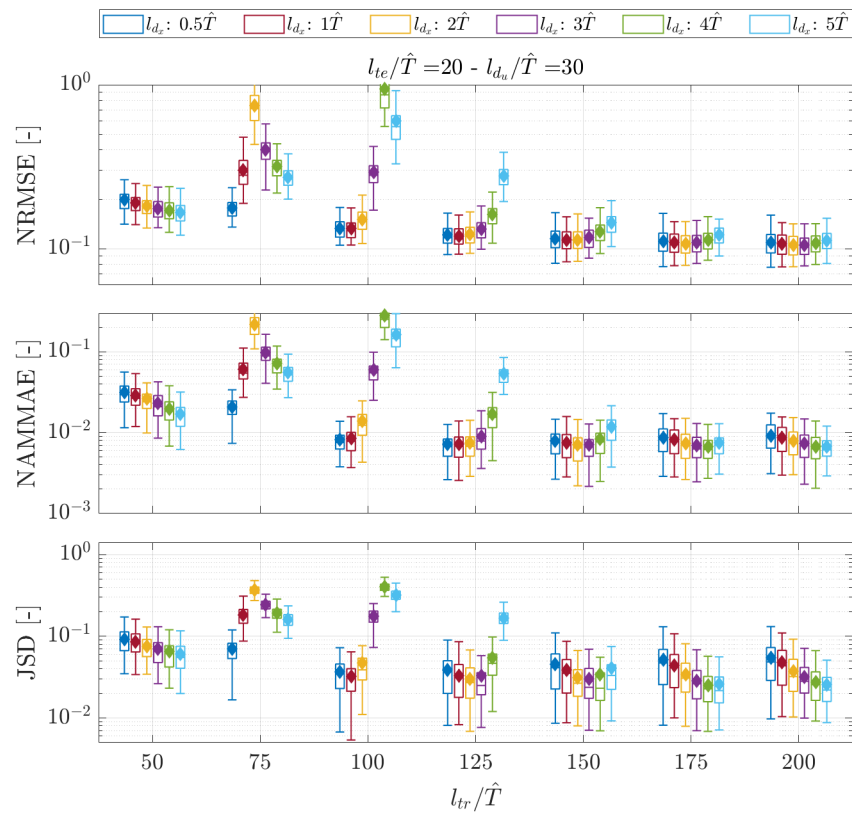 l_{d_x}: 0.5T̂ l_{d_x}: 1T̂ l_{d_x}: 2T̂ l_{d_x}: 3T̂ l_{d_x}: 4T̂ l_{d_x}: 5T̂
l_{te}/T̂ =20 - l_{d_u}/T̂ =30
NRMSE [-]
10^0
10^{-1}
NAMMAE [-]
10^{-1}
10^{-2}
10^{-3}
JSD [-]
10^0
10^{-1}
10^{-2}
50 75 100 125 150 175 200
l_{tr}/T̂